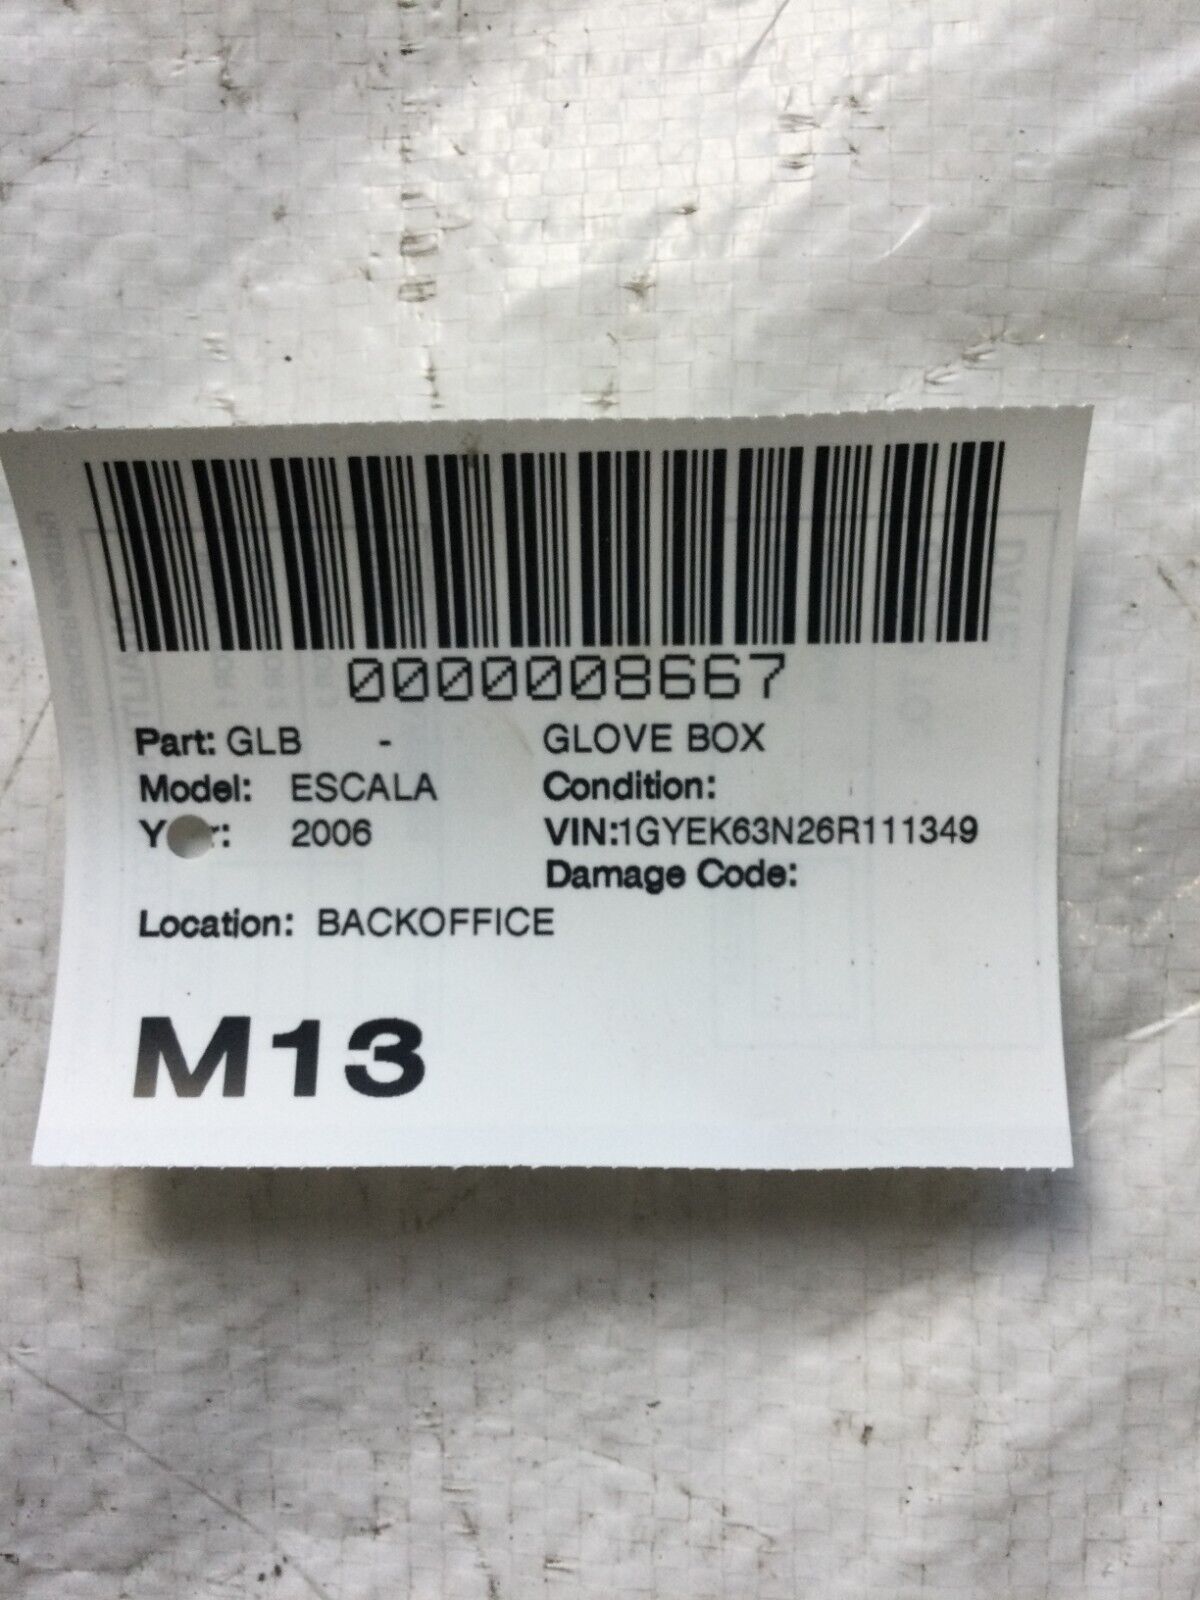 0000008667
Part: GLB - GLOVE BOX
Model: ESCALA Condition:
Y r: 2006 VIN:1GYEK63N26R111349
Damage Code:
Location: BACKOFFICE
M13